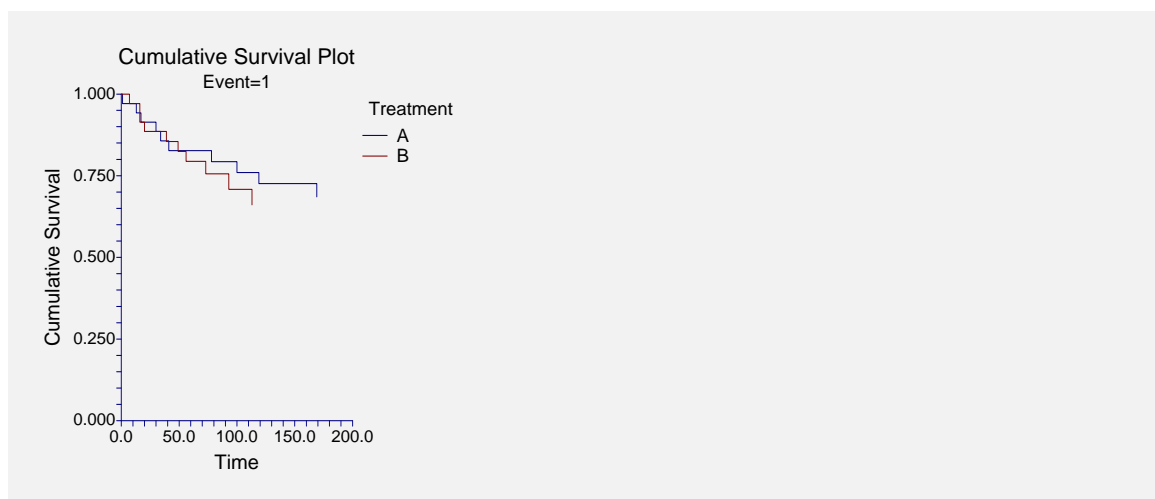 Cumulative Survival Plot
Event=1
Treatment
A
B
Cumulative Survival
1.000
0.750
0.500
0.250
0.000
0.0 50.0 100.0 150.0 200.0
Time